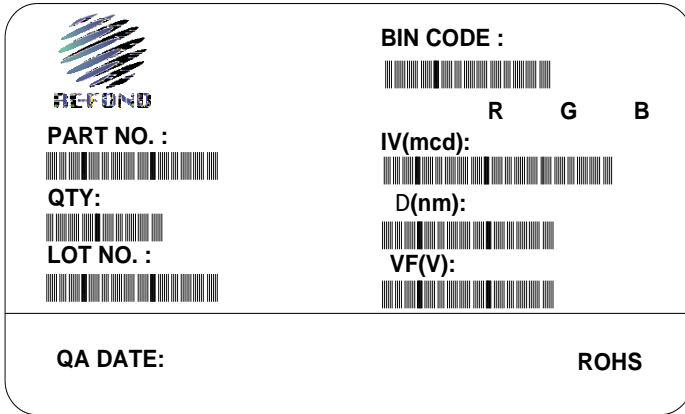 REFOND
BIN CODE :
R G B
PART NO. :
IV(mcd):
QTY:
D(nm):
LOT NO. :
VF(V):
QA DATE:
ROHS